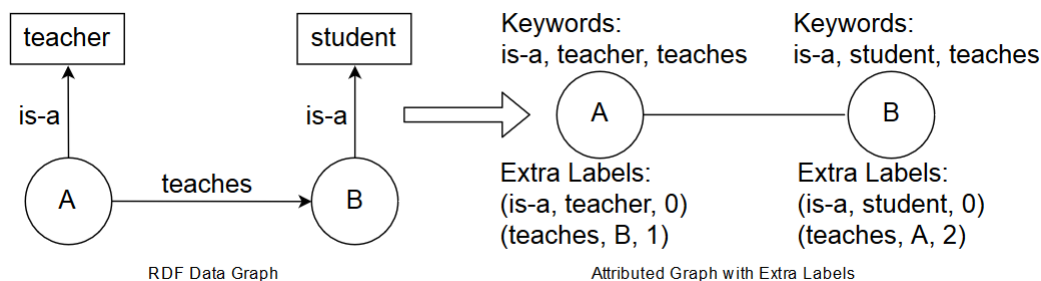 teacher
student
is-a
is-a
A
teaches
B
RDF Data Graph
Keywords:
is-a, teacher, teaches
A
Extra Labels:
(is-a, teacher, 0)
(teaches, B, 1)
Keywords:
is-a, student, teaches
B
Extra Labels:
(is-a, student, 0)
(teaches, A, 2)
Attributed Graph with Extra Labels